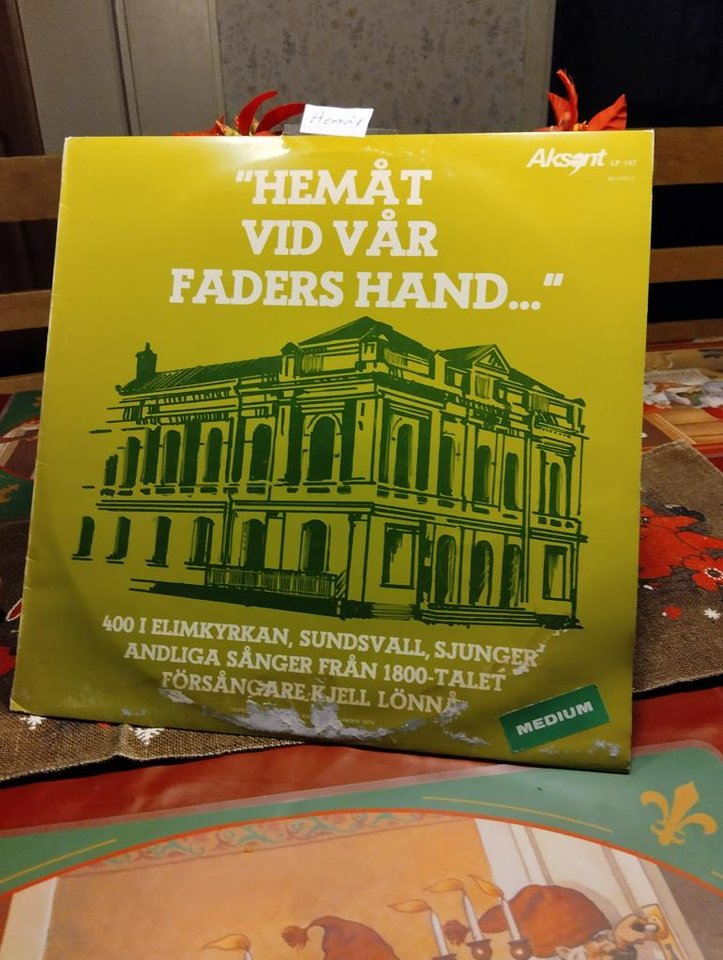 Hemåt
Aksent LP 147
"HEMÅT
VID VÅR
FADERS HAND..."
400 I ELIMKYRKAN, SUNDSVALL, SJUNGER
ANDLIGA SÅNGER FRÅN 1800-TALET
FÖRSÅNGARE KJELL LÖNNÅ
MEDIUM